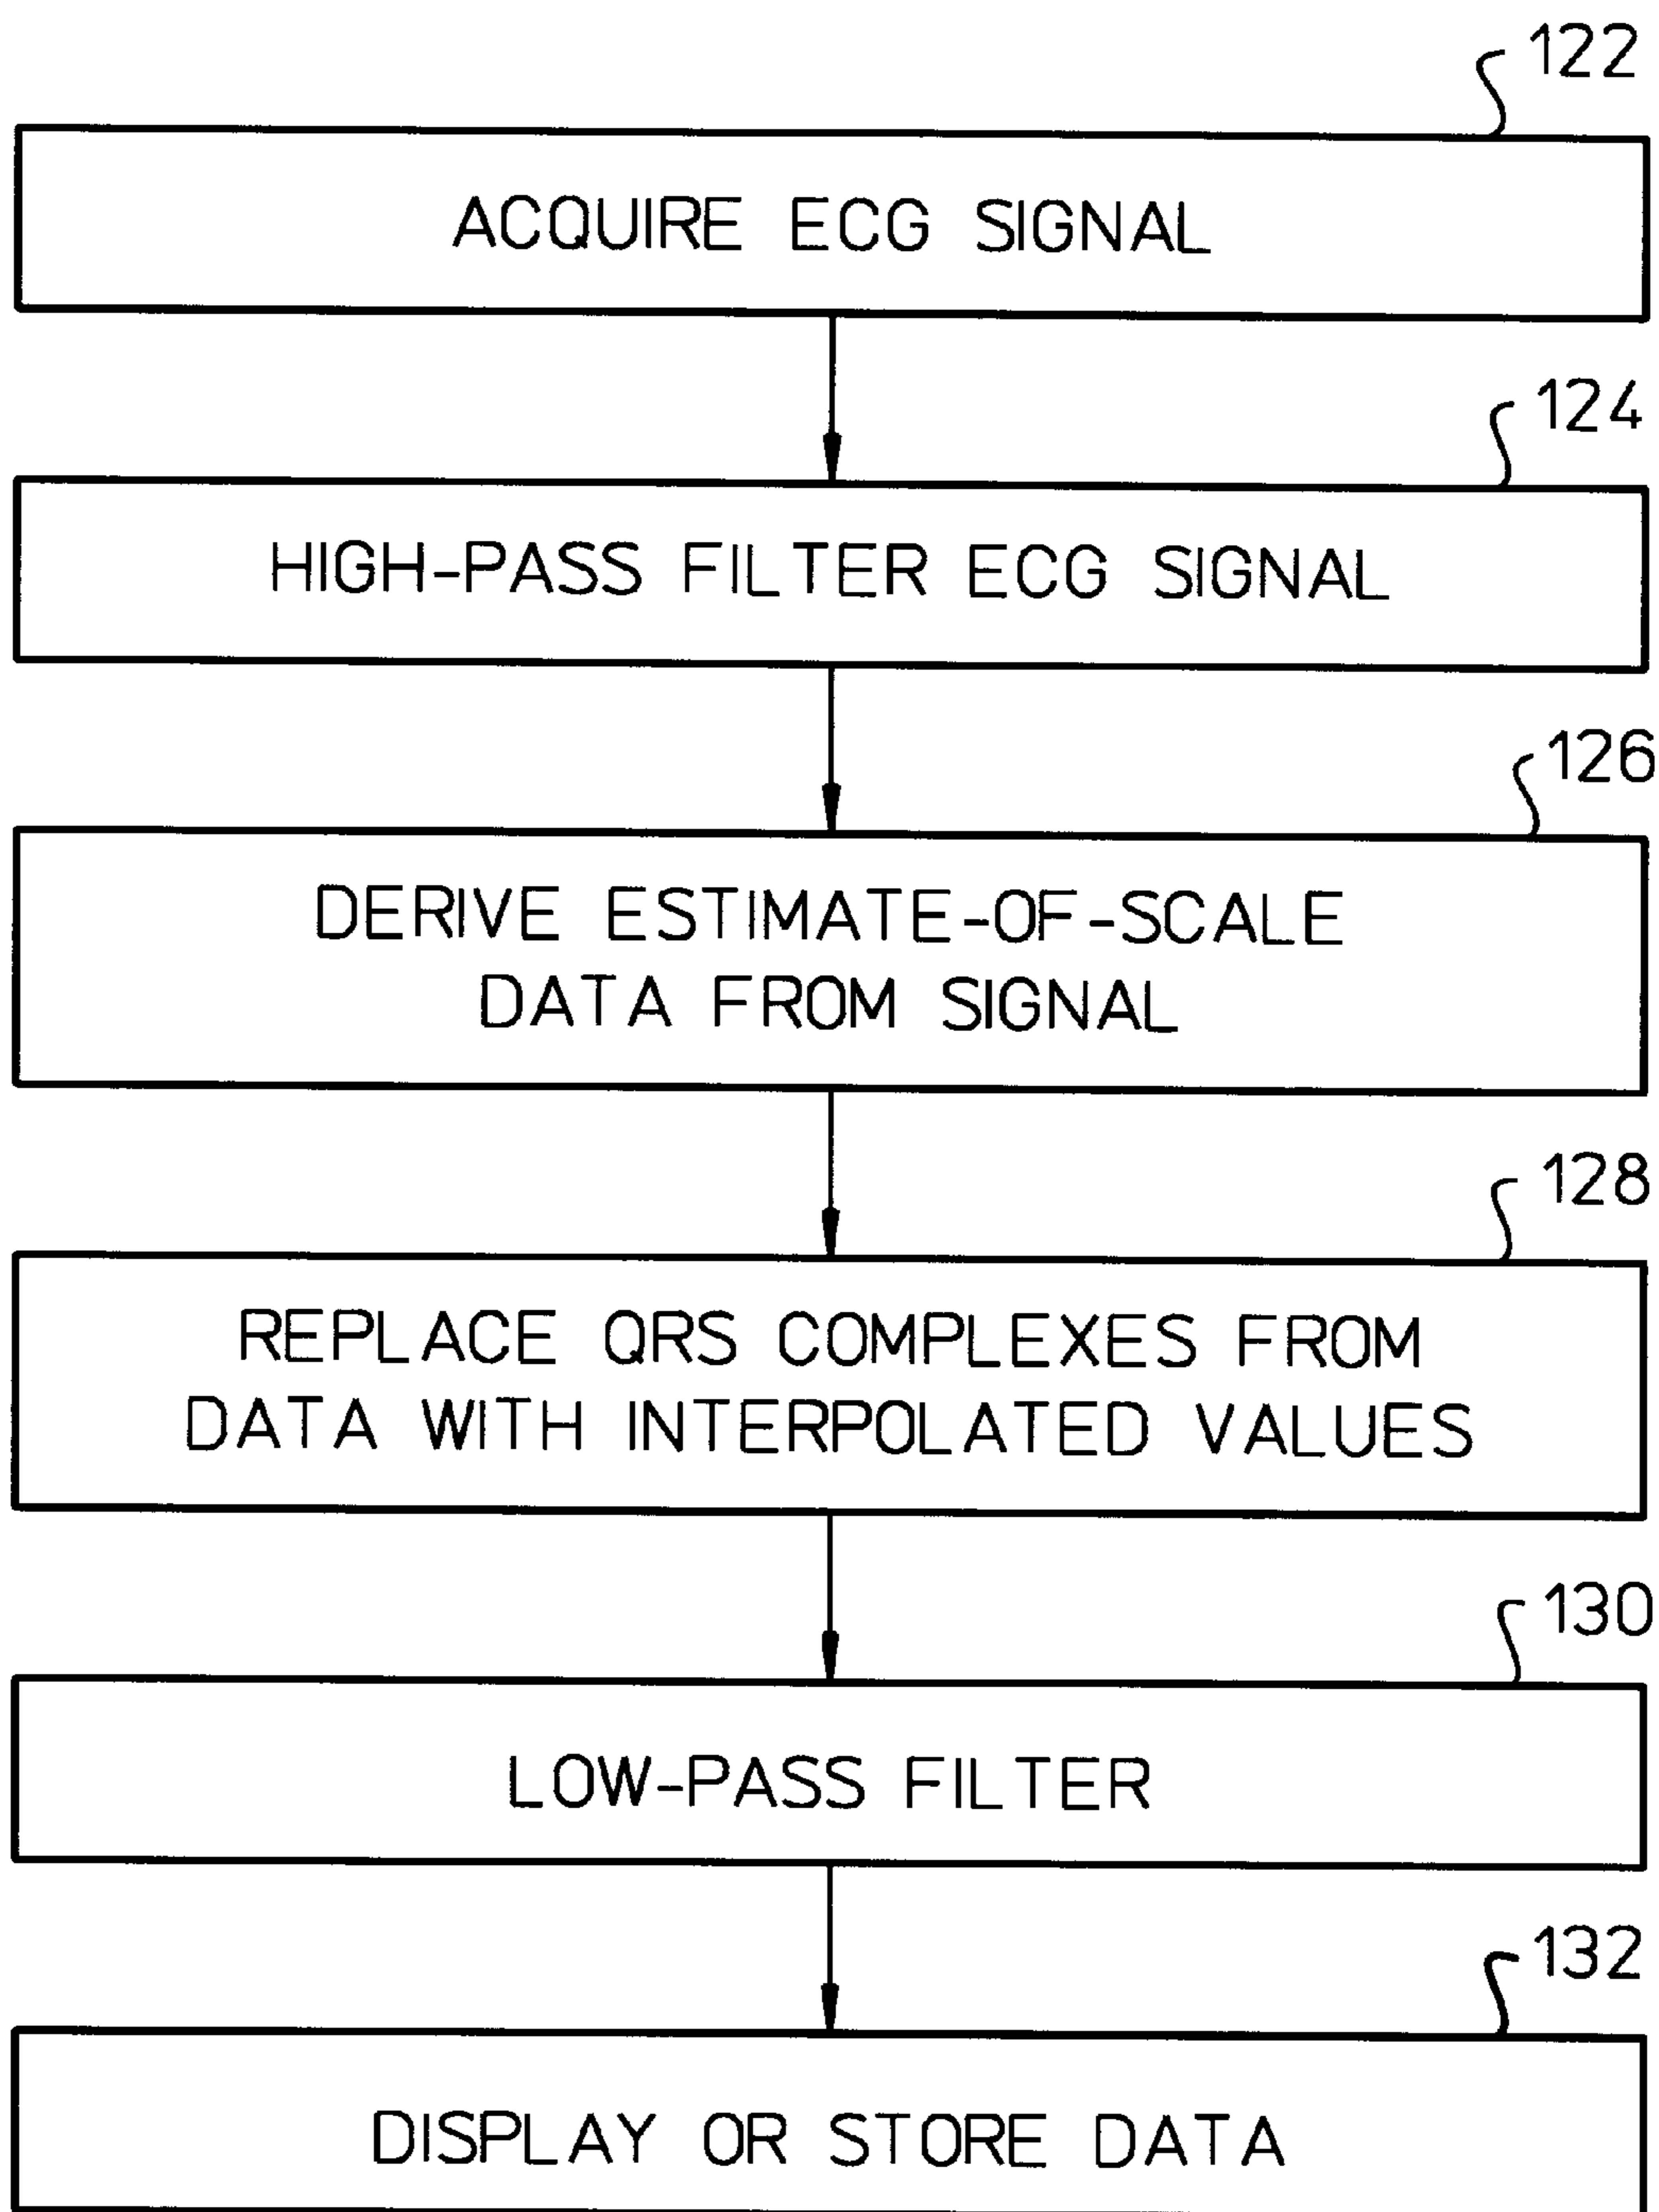 122
ACQUIRE ECG SIGNAL
124
HIGH-PASS FILTER ECG SIGNAL
126
DERIVE ESTIMATE-OF-SCALE
DATA FROM SIGNAL
128
REPLACE QRS COMPLEXES FROM
DATA WITH INTERPOLATED VALUES
130
LOW-PASS FILTER
132
DISPLAY OR STORE DATA